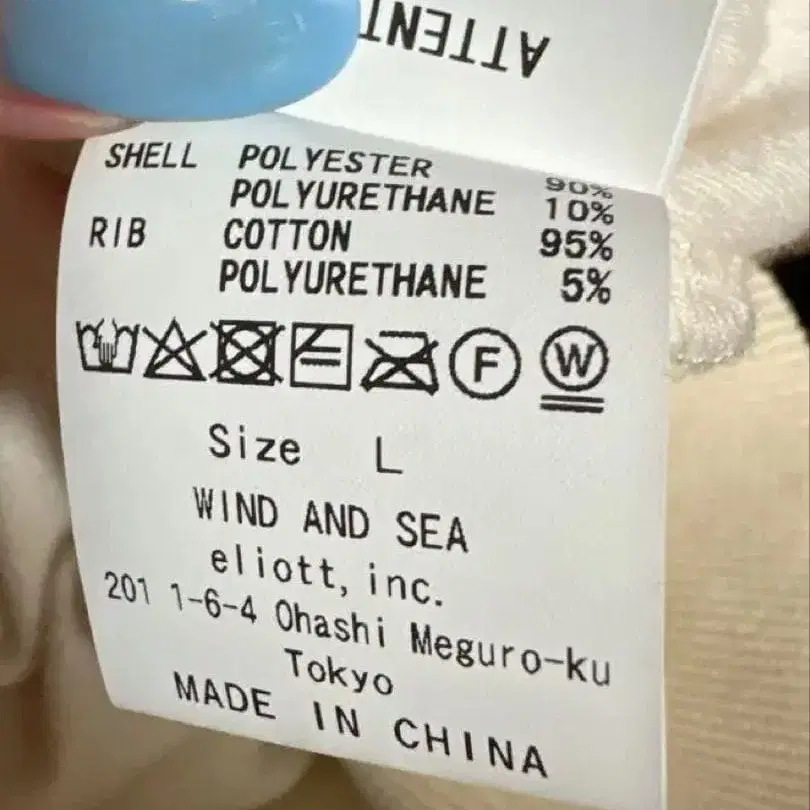 ATTENT
SHELL POLYESTER 90%
POLYURETHANE 10%
RIB COTTON 95%
POLYURETHANE 5%
F W
Size L
WIND AND SEA
eliott, inc.
201 1-6-4 Ohashi Meguro-ku
Tokyo
MADE IN CHINA